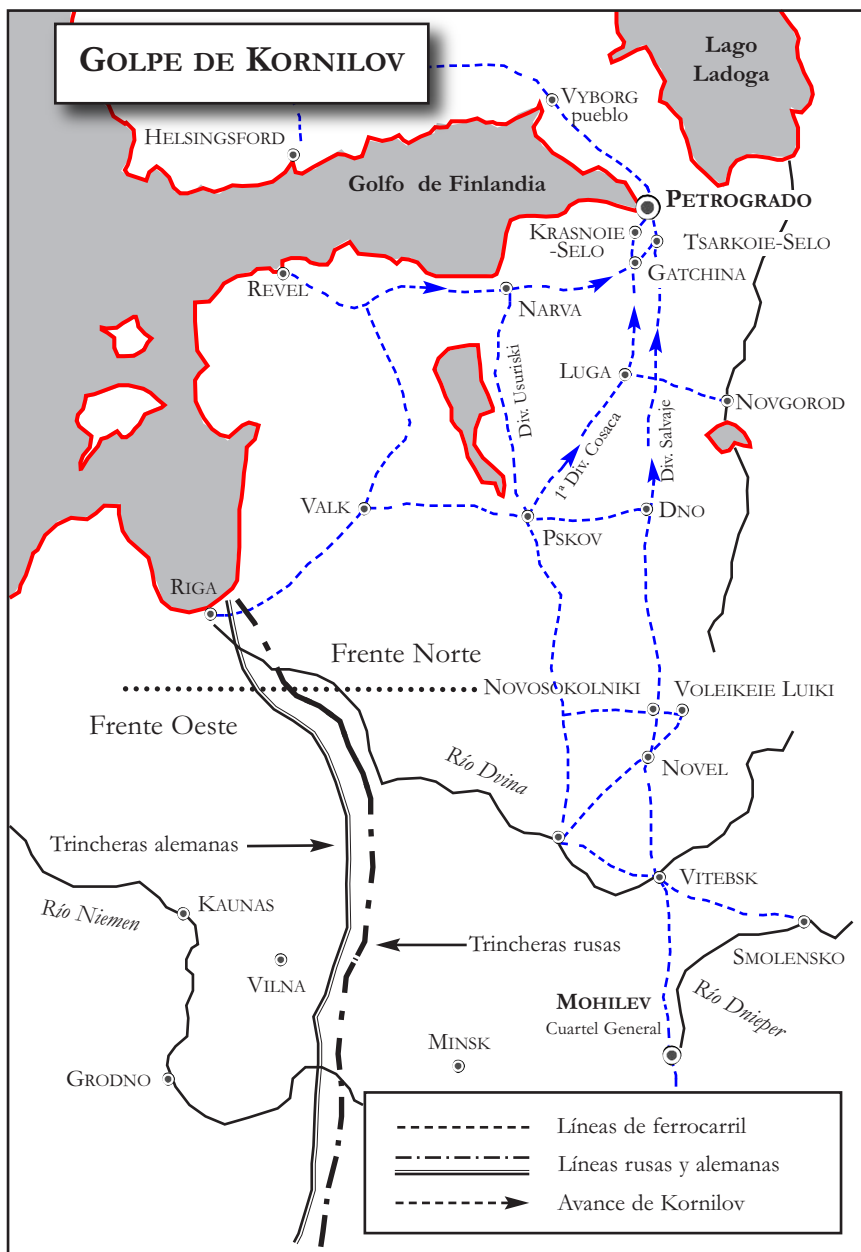 GOLPE DE KORNILOV
Lago
Ladoga
VYBORG
pueblo
HELSINGSFORD
Golfo de Finlandia
PETROGRADO
KRASNOIE
-SELO
TSARKOIE-SELO
GATCHINA
REVEL
NARVA
Div. Usuriski
LUGA
1ª Div. Cosaca
Div. Salvaje
NOVGOROD
VALK
PSKOV
DNO
RIGA
Frente Norte
NOVOSOKOLNIKI
VOLEIKEIE LUIKI
Frente Oeste
NOVEL
Río Dvina
Trincheras alemanas
VITEBSK
Río Niemen
KAUNAS
Trincheras rusas
SMOLENSKO
VILNA
MOHILEV
Cuartel General
Río Dnieper
MINSK
GRODNO
Líneas de ferrocarril
Líneas rusas y alemanas
Avance de Kornilov